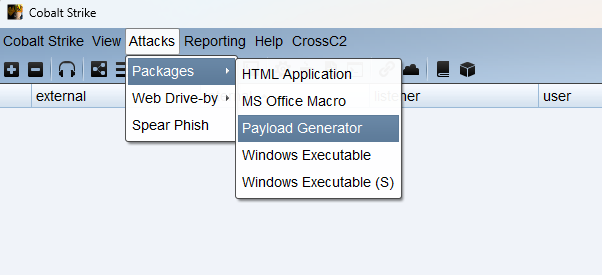 Cobalt Strike
Cobalt Strike View Attacks Reporting Help CrossC2
Packages
Web Drive-by
Spear Phish
HTML Application
MS Office Macro
Payload Generator
Windows Executable
Windows Executable (S)
external listener user